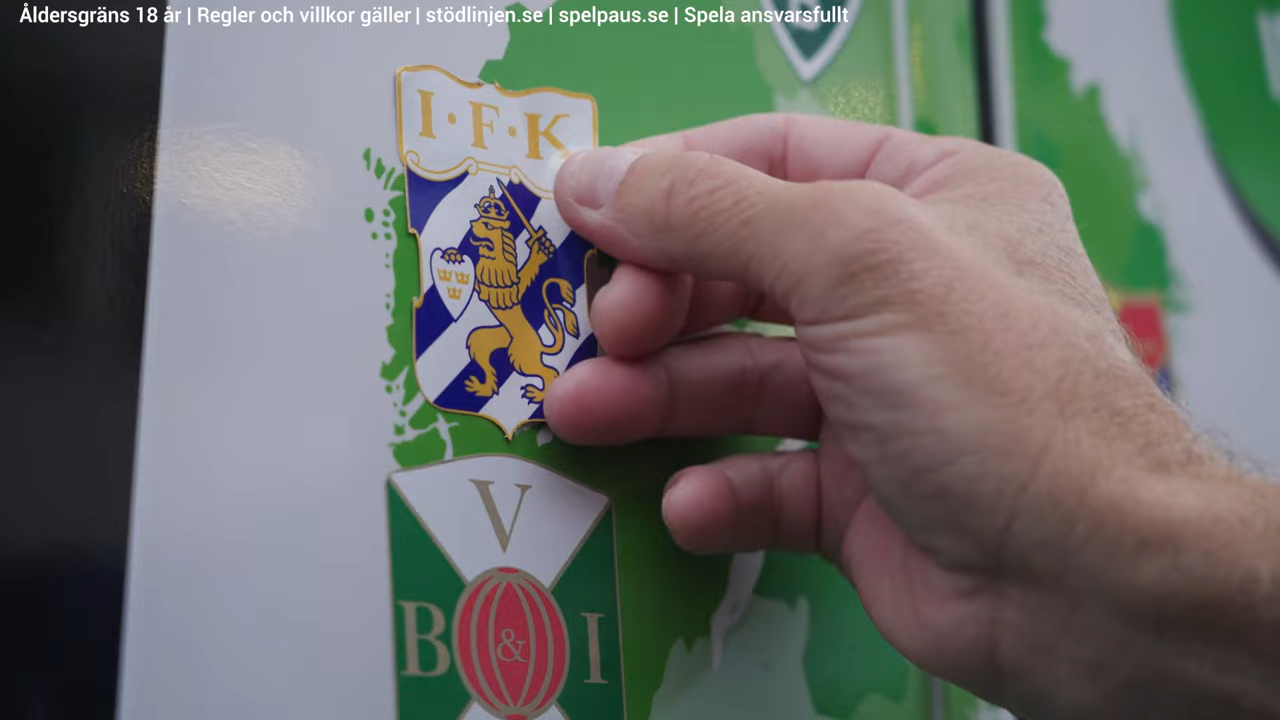 Åldersgräns 18 år | Regler och villkor gäller | stödlinjen.se | spelpaus.se | Spela ansvarsfullt
I·F·K
V
B & I